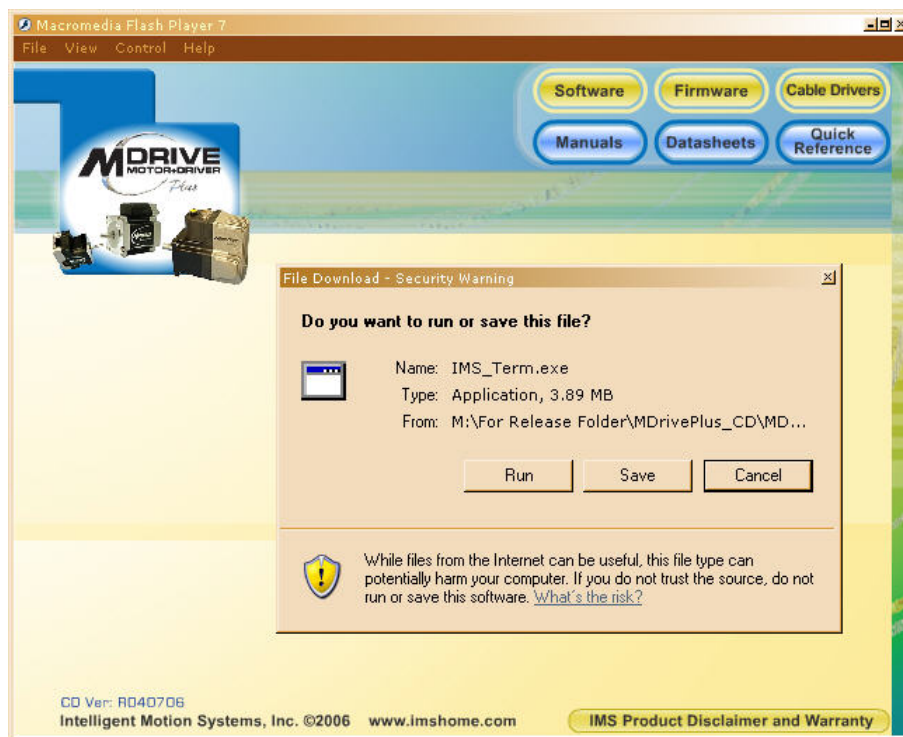 Macromedia Flash Player 7
File View Control Help
Software Firmware Cable Drivers
Manuals Datasheets Quick Reference
MDRIVE
MOTOR+DRIVER
Plus
File Download - Security Warning
Do you want to run or save this file?
Name: IMS_Term.exe
Type: Application, 3.89 MB
From: M:\For Release Folder\MDrivePlus_CD\MD...
Run Save Cancel
While files from the Internet can be useful, this file type can
potentially harm your computer. If you do not trust the source, do not
run or save this software. What's the risk?
CD Ver: R040706
Intelligent Motion Systems, Inc. ©2006 www.imshome.com IMS Product Disclaimer and Warranty